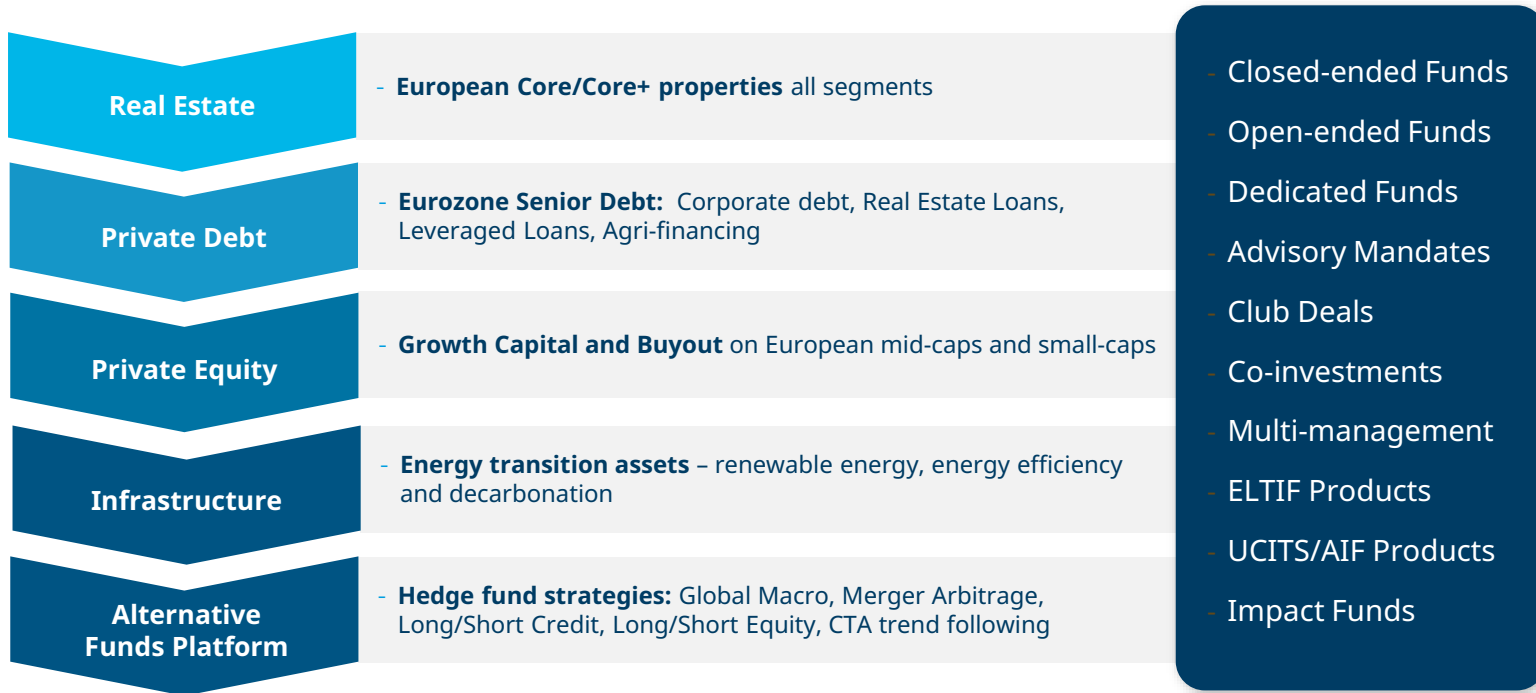 Real Estate
- European Core/Core+ properties all segments
Private Debt
- Eurozone Senior Debt: Corporate debt, Real Estate Loans,
Leveraged Loans, Agri-financing
Private Equity
- Growth Capital and Buyout on European mid-caps and small-caps
Infrastructure
- Energy transition assets – renewable energy, energy efficiency
and decarbonation
Alternative
Funds Platform
- Hedge fund strategies: Global Macro, Merger Arbitrage,
Long/Short Credit, Long/Short Equity, CTA trend following
- Closed-ended Funds
- Open-ended Funds
- Dedicated Funds
- Advisory Mandates
- Club Deals
- Co-investments
- Multi-management
- ELTIF Products
- UCITS/AIF Products
- Impact Funds